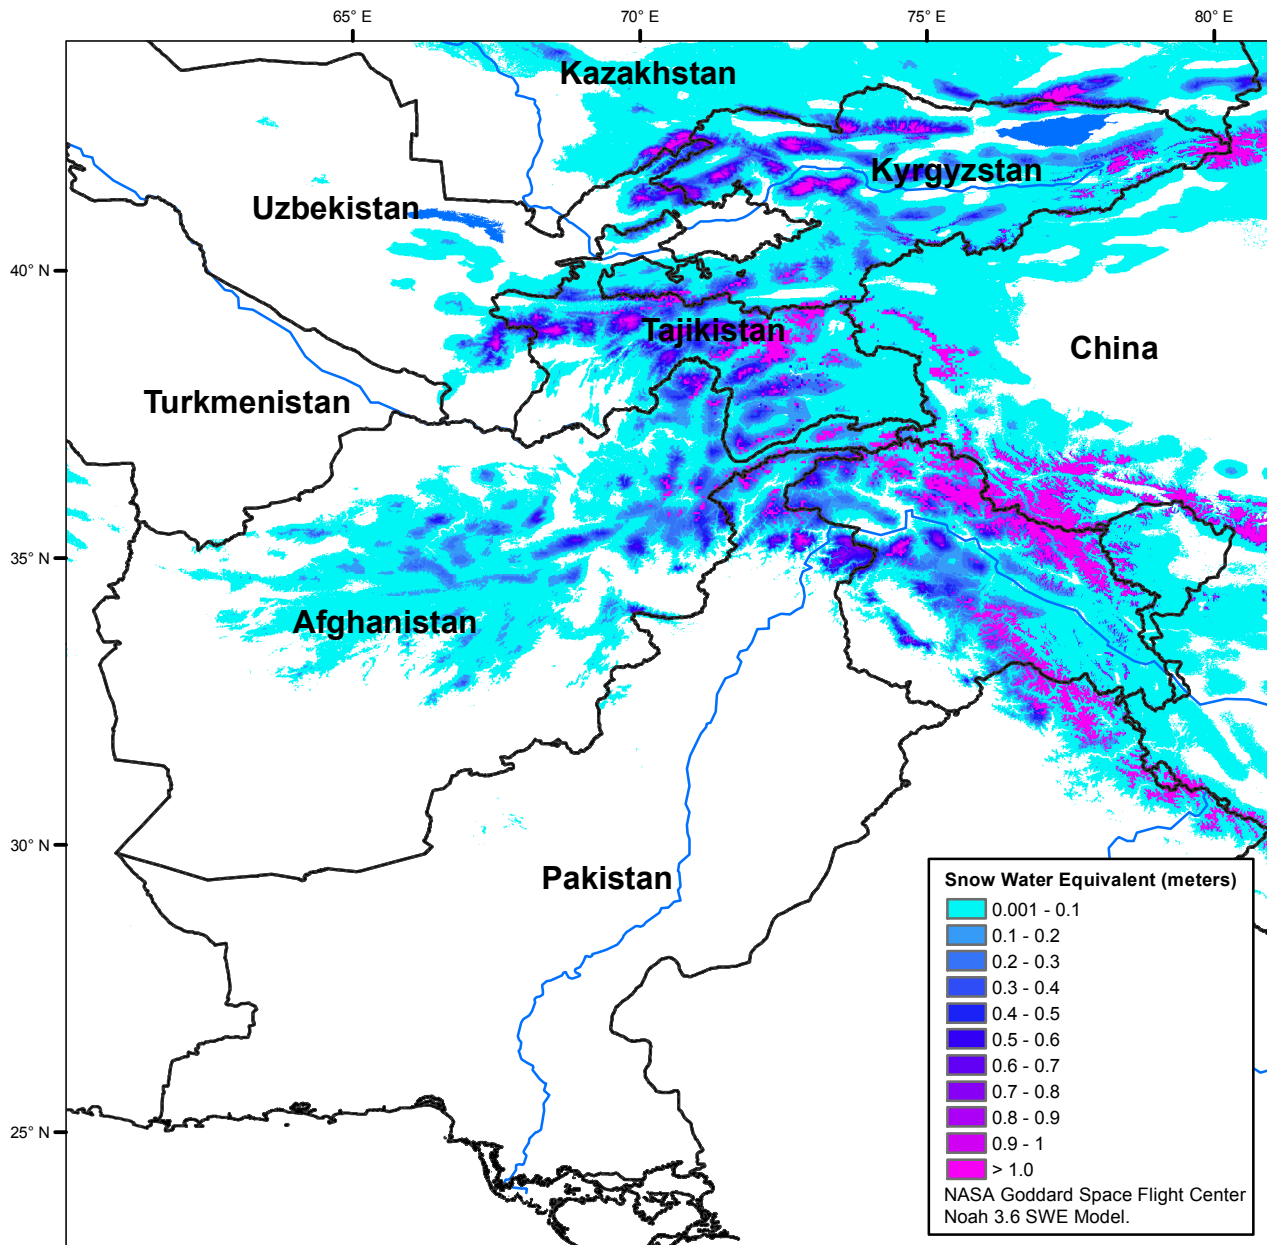 65° E
70° E
75° E
80° E
Kazakhstan
Kyrgyzstan
Uzbekistan
40° N
Tajikistan
China
Turkmenistan
35° N
Afghanistan
30° N
Pakistan
25° N
Snow Water Equivalent (meters)
0.001 - 0.1
0.1 - 0.2
0.2 - 0.3
0.3 - 0.4
0.4 - 0.5
0.5 - 0.6
0.6 - 0.7
0.7 - 0.8
0.8 - 0.9
0.9 - 1
> 1.0
NASA Goddard Space Flight Center
Noah 3.6 SWE Model.